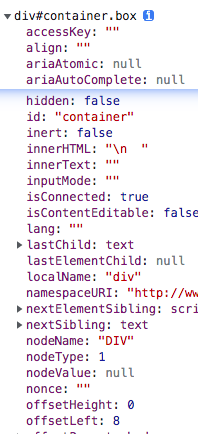 div#container.box i
accessKey: ""
align: ""
ariaAtomic: null
ariaAutoComplete: null
hidden: false
id: "container"
inert: false
innerHTML: "\n  "
innerText: ""
inputMode: ""
isConnected: true
isContentEditable: false
lang: ""
lastChild: text
lastElementChild: null
localName: "div"
namespaceURI: "http://ww
nextElementSibling: scri
nextSibling: text
nodeName: "DIV"
nodeType: 1
nodeValue: null
nonce: ""
offsetHeight: 0
offsetLeft: 8